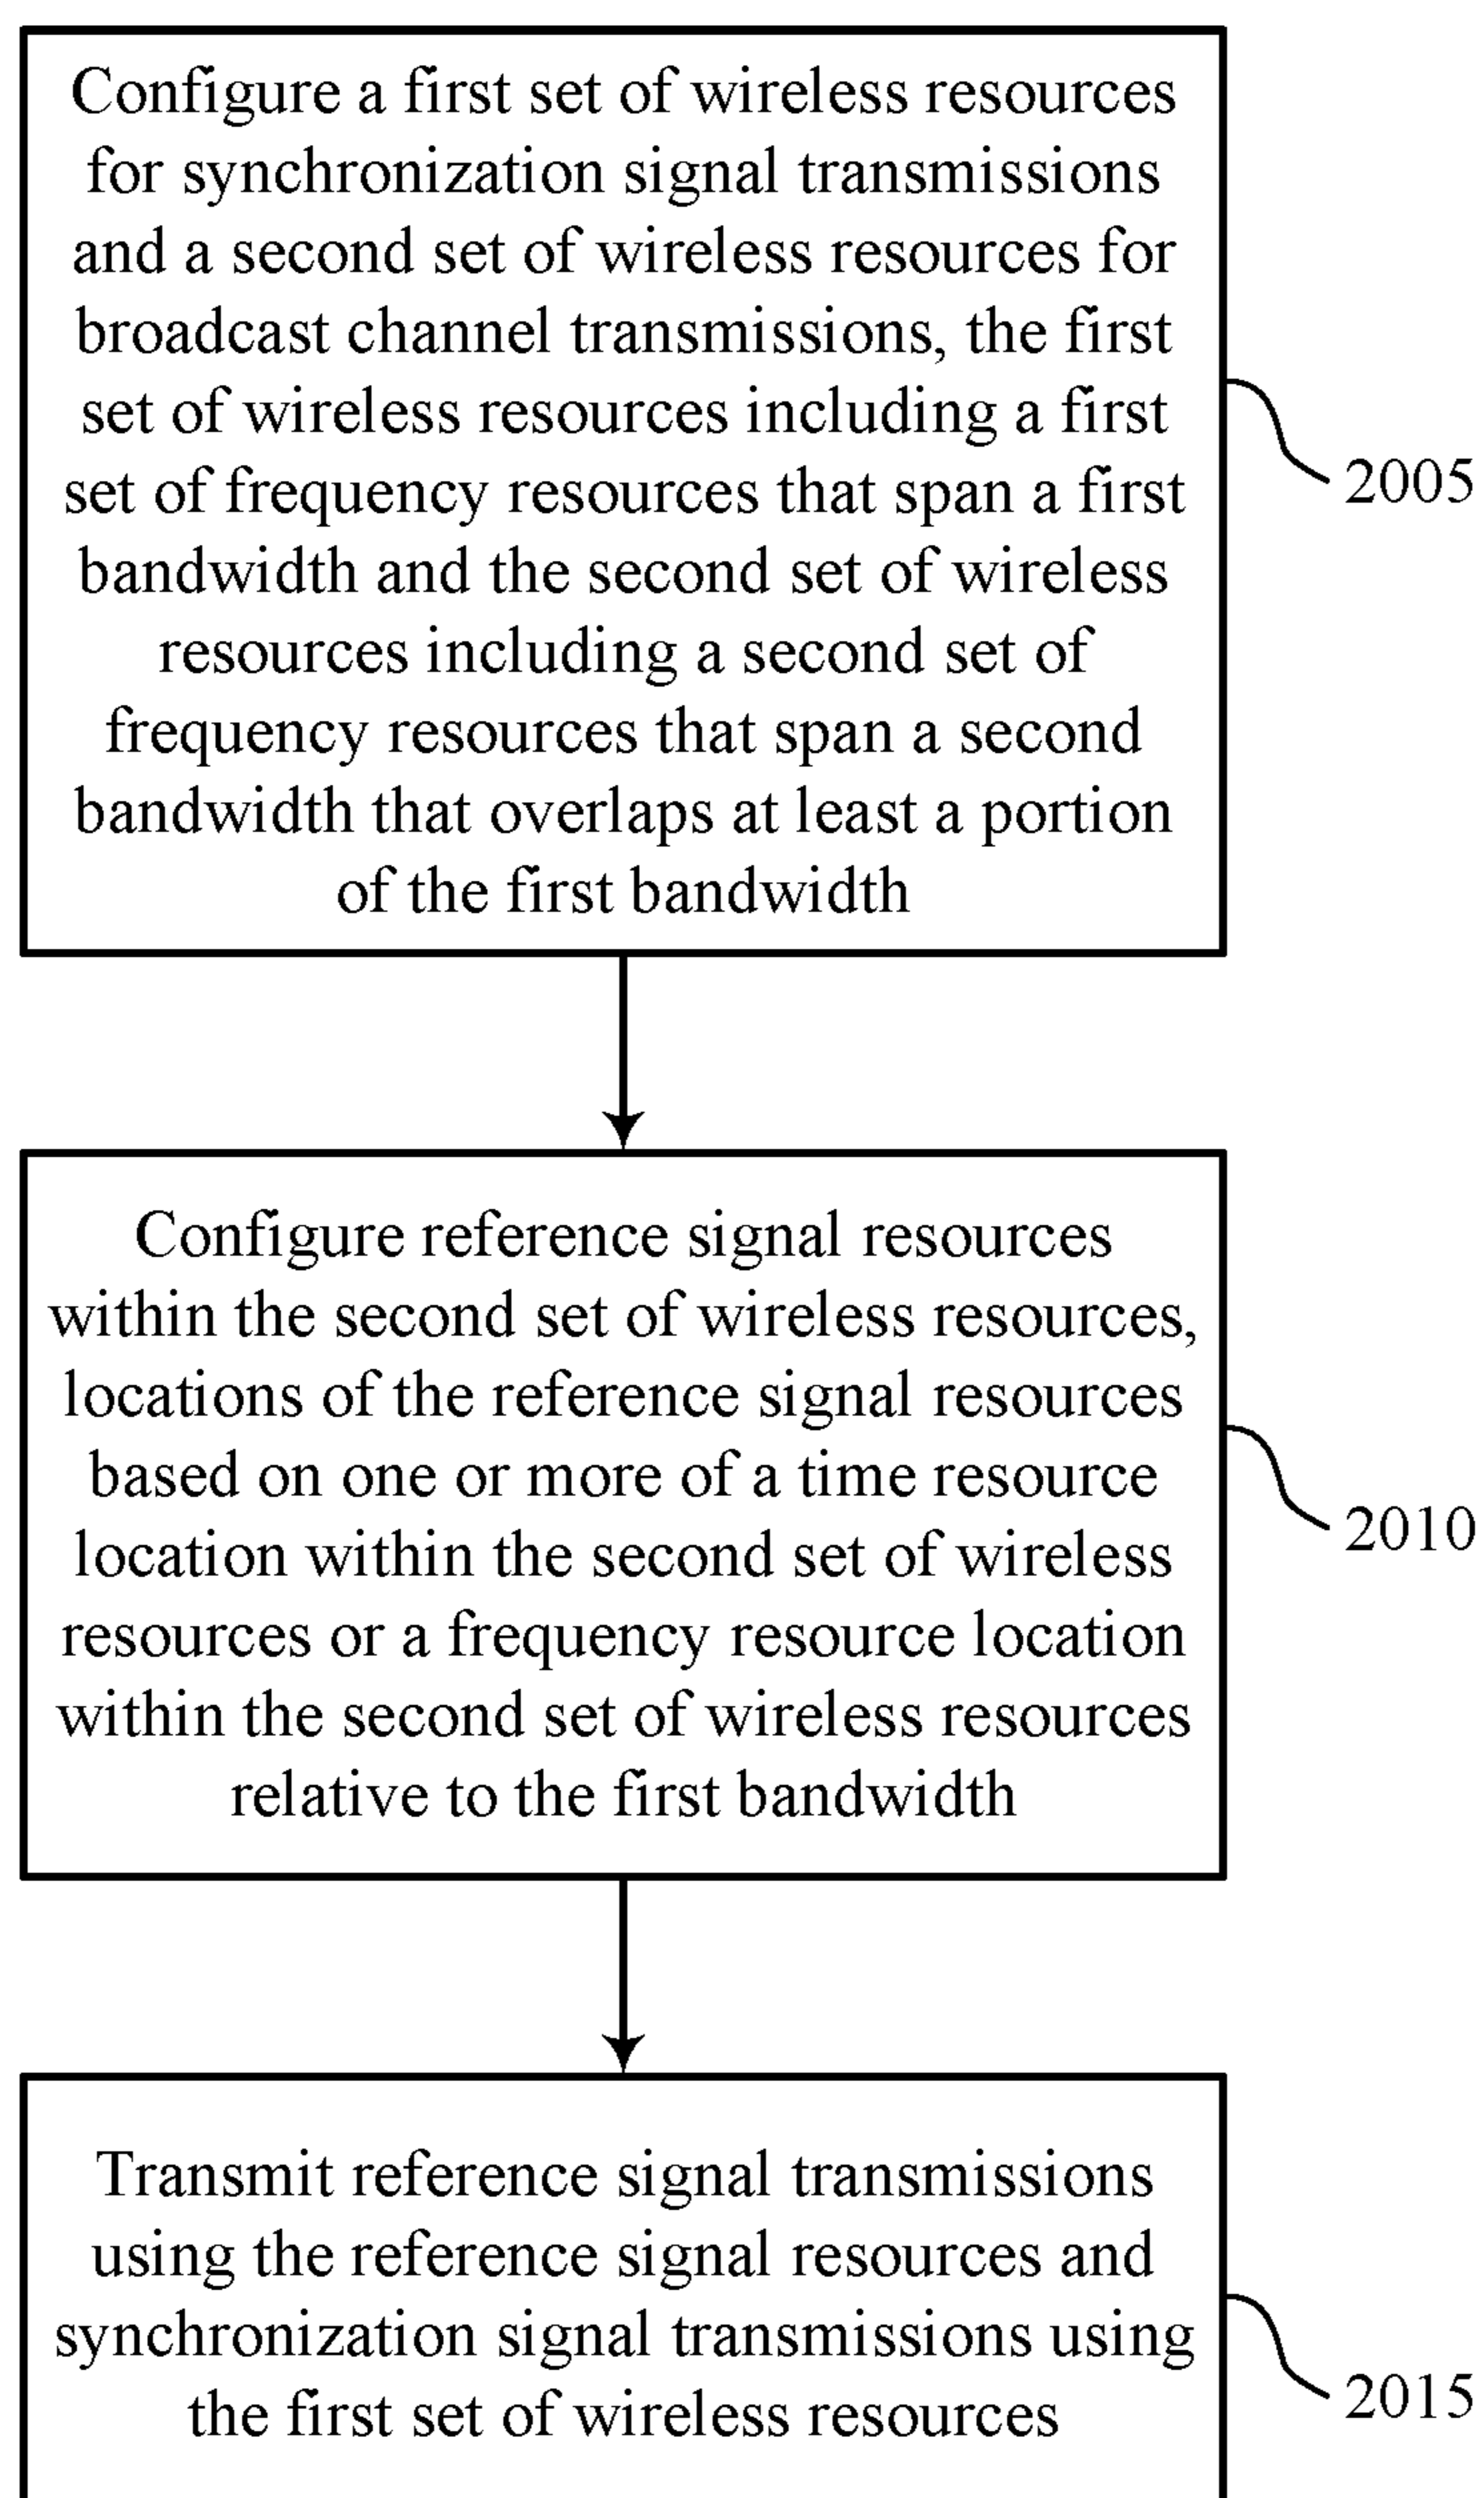 Configure a first set of wireless resources
for synchronization signal transmissions
and a second set of wireless resources for
broadcast channel transmissions, the first
set of wireless resources including a first
set of frequency resources that span a first
bandwidth and the second set of wireless
resources including a second set of
frequency resources that span a second
bandwidth that overlaps at least a portion
of the first bandwidth
2005
Configure reference signal resources
within the second set of wireless resources,
locations of the reference signal resources
based on one or more of a time resource
location within the second set of wireless
resources or a frequency resource location
within the second set of wireless resources
relative to the first bandwidth
2010
Transmit reference signal transmissions
using the reference signal resources and
synchronization signal transmissions using
the first set of wireless resources
2015